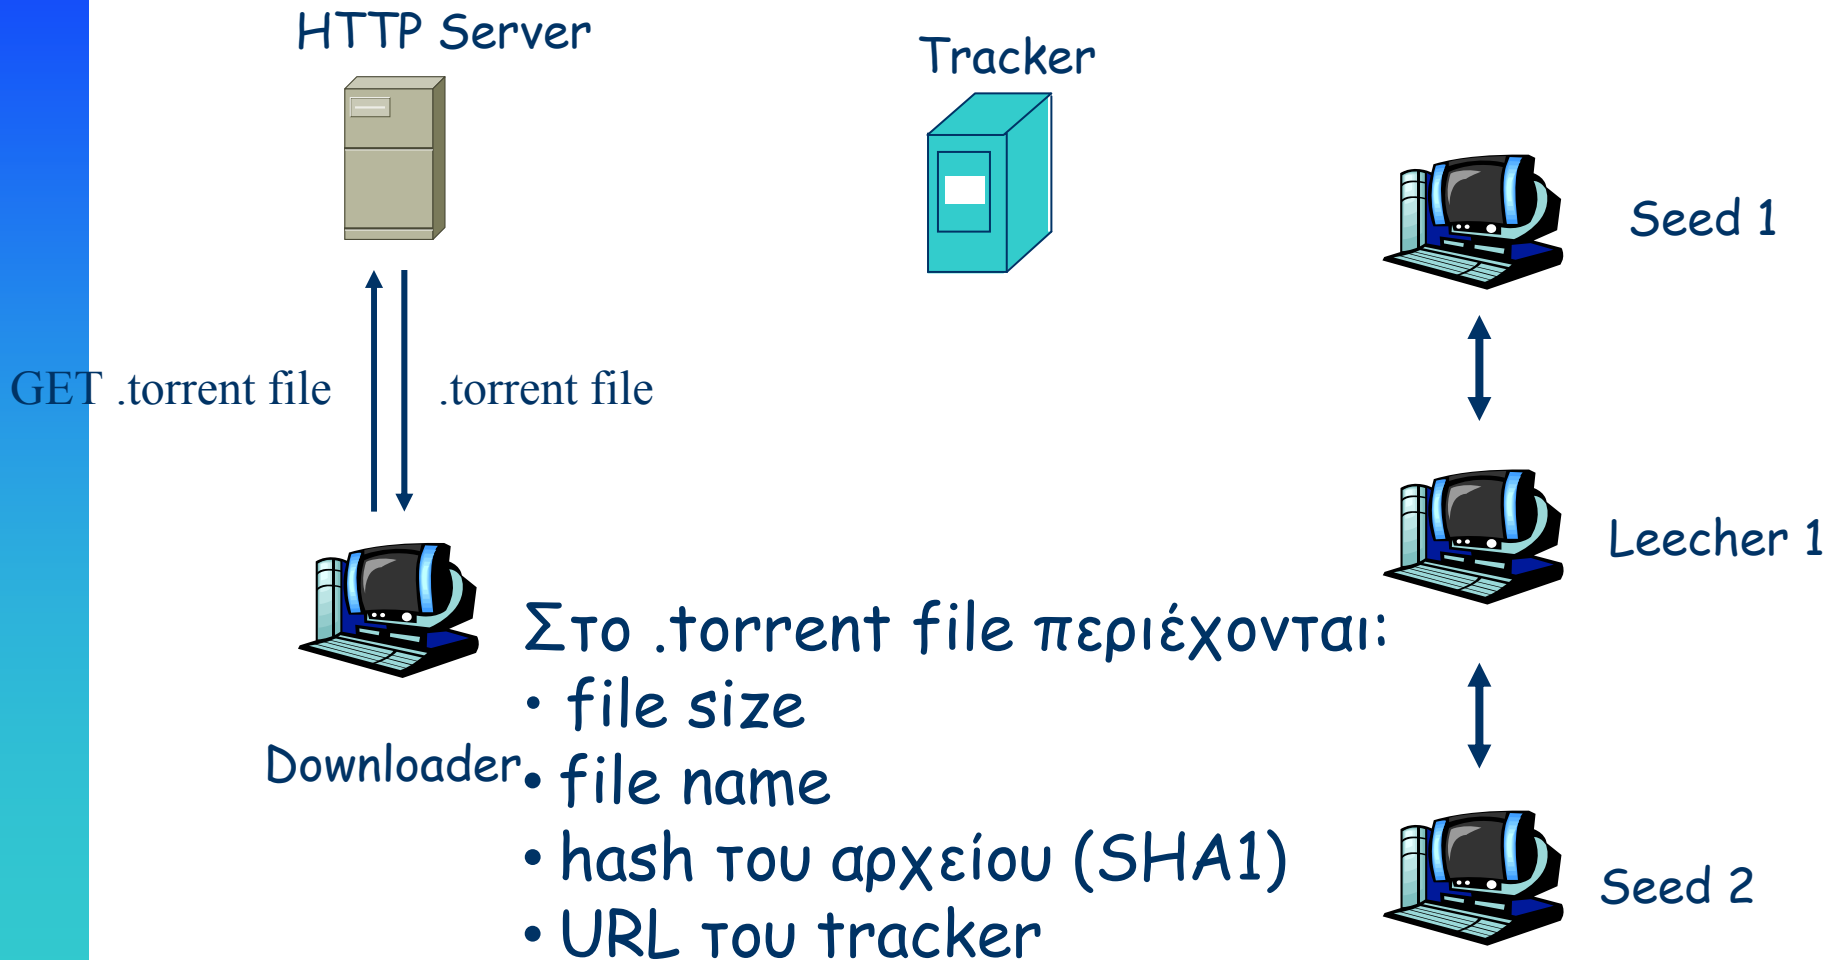 HTTP Server
Tracker
Seed 1
GET .torrent file
.torrent file
Leecher 1
Στο .torrent file περιέχονται:
• file size
Downloader
• file name
• hash του αρχείου (SHA1)
Seed 2
• URL του tracker